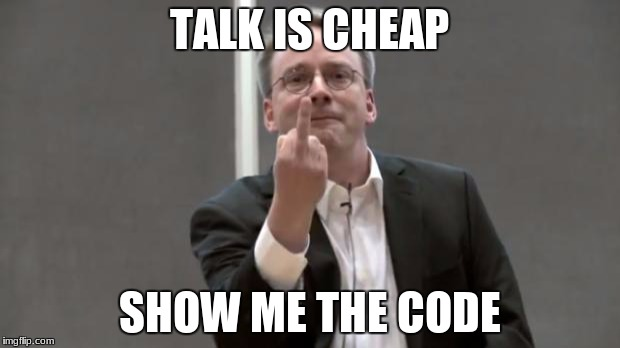 TALK IS CHEAP
SHOW ME THE CODE
imgflip.com